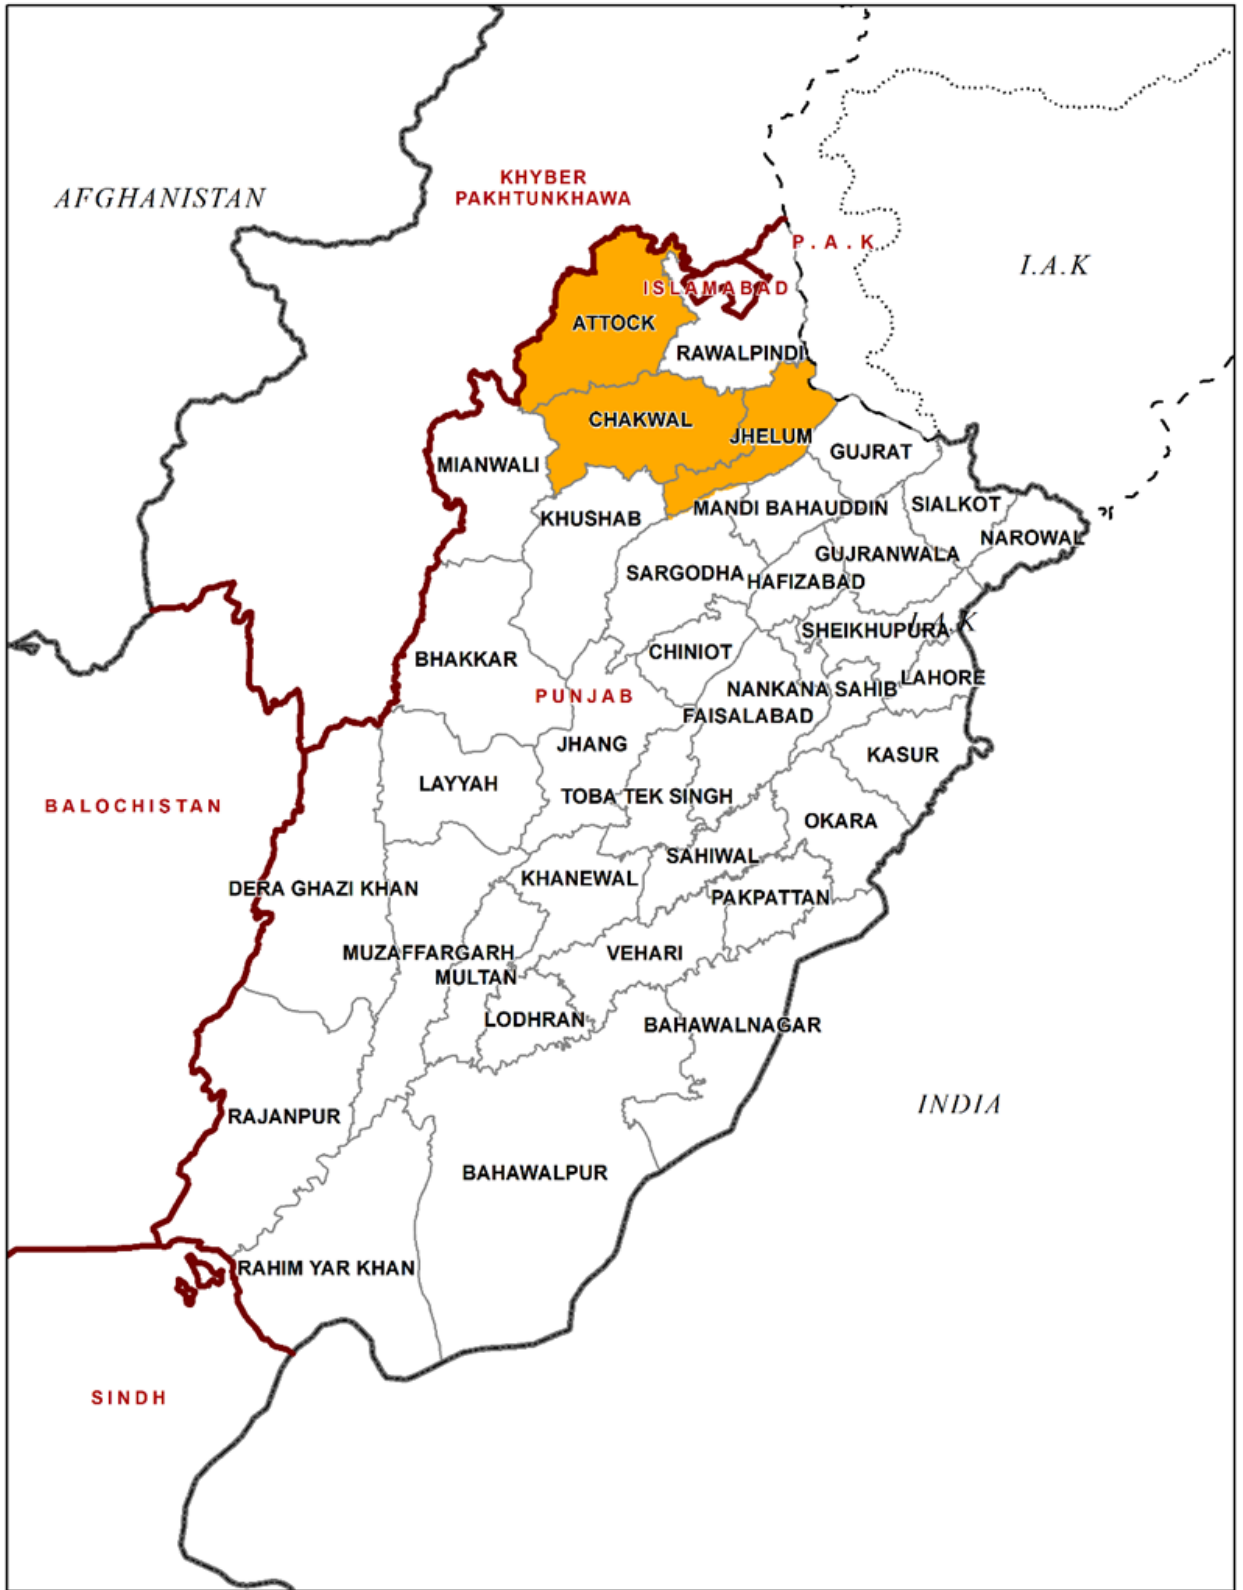 KHYBER
PAKHTUNKHAWA
AFGHANISTAN
P.A.K
I.A.K
ISLAMABAD
ATTOCK
RAWALPINDI
CHAKWAL
JHELUM
GUJRAT
MIANWALI
SIALKOT
MANDI BAHAUDDIN
KHUSHAB
NAROWAL
GUJRANWALA
SARGODHA
HAFIZABAD
I.A.K
SHEIKHUPURA
CHINIOT
BHAKKAR
LAHORE
NANKANA SAHIB
PUNJAB
FAISALABAD
JHANG
KASUR
LAYYAH
TOBA TEK SINGH
BALOCHISTAN
OKARA
SAHIWAL
KHANEWAL
DERA GHAZI KHAN
PAKPATTAN
MUZAFFARGARH
VEHARI
MULTAN
LODHRAN
BAHAWALNAGAR
INDIA
RAJANPUR
BAHAWALPUR
RAHIM YAR KHAN
SINDH